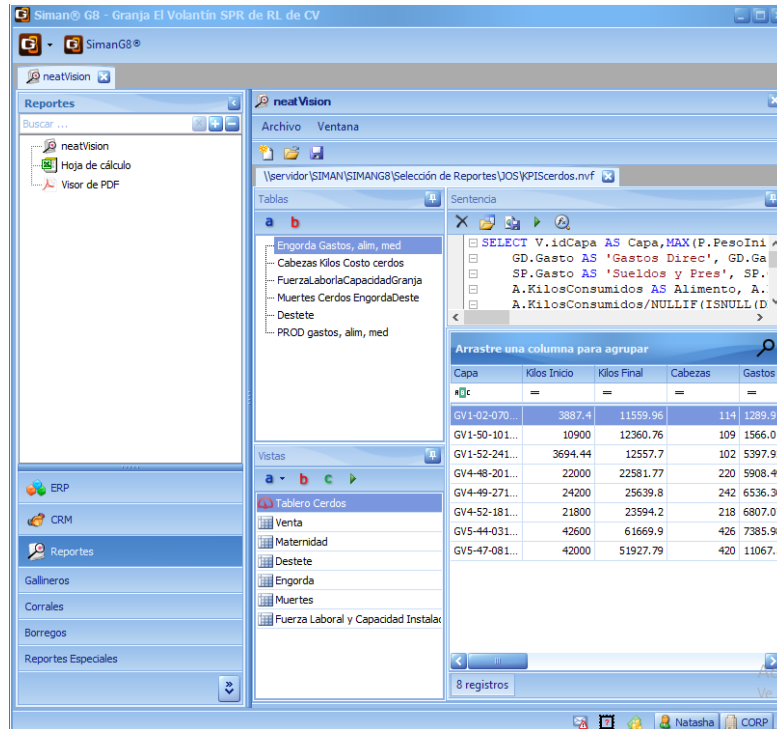 Siman® G8 - Granja El Volantín SPR de RL de CV
SimanG8®
neatVision
Reportes
Buscar ...
neatVision
Hoja de cálculo
Visor de PDF
ERP
CRM
Reportes
Gallineros
Corrales
Borregos
Reportes Especiales
neatVision
Archivo Ventana
\\servidor\SIMAN\SIMANG8\Selección de Reportes\JOS\KPIScerdos.nvf
Tablas
a b
Engorda Gastos, alim, med
Cabezas Kilos Costo cerdos
FuerzaLaborlaCapacidadGranja
Muertes Cerdos EngordaDeste
Destete
PROD gastos, alim, med
Vistas
a b c
Tablero Cerdos
Venta
Maternidad
Destete
Engorda
Muertes
Fuerza Laboral y Capacidad Instalad
Sentencia
SELECT V.idCapa AS Capa,MAX(P.PesoIni
GD.Gasto AS 'Gastos Direc', GD.Ga
SP.Gasto AS 'Sueldos y Pres', SP.
A.KilosConsumidos AS Alimento, A.
A.KilosConsumidos/NULLIF(ISNULL(D
Arrastre una columna para agrupar
Capa Kilos Inicio Kilos Final Cabezas Gastos
= = = =
GV1-02-070... 3887.4 11559.96 114 1289.9
GV1-50-101... 10900 12360.76 109 1566.0
GV1-52-241... 3694.44 12557.7 102 5397.9
GV4-48-201... 22000 22581.77 220 5908.4
GV4-49-271... 24200 25639.8 242 6536.3
GV4-52-181... 21800 23594.2 218 6807.0
GV5-44-031... 42600 61669.9 426 7385.9
GV5-47-081... 42000 51927.79 420 11067.
8 registros
Natasha CORP